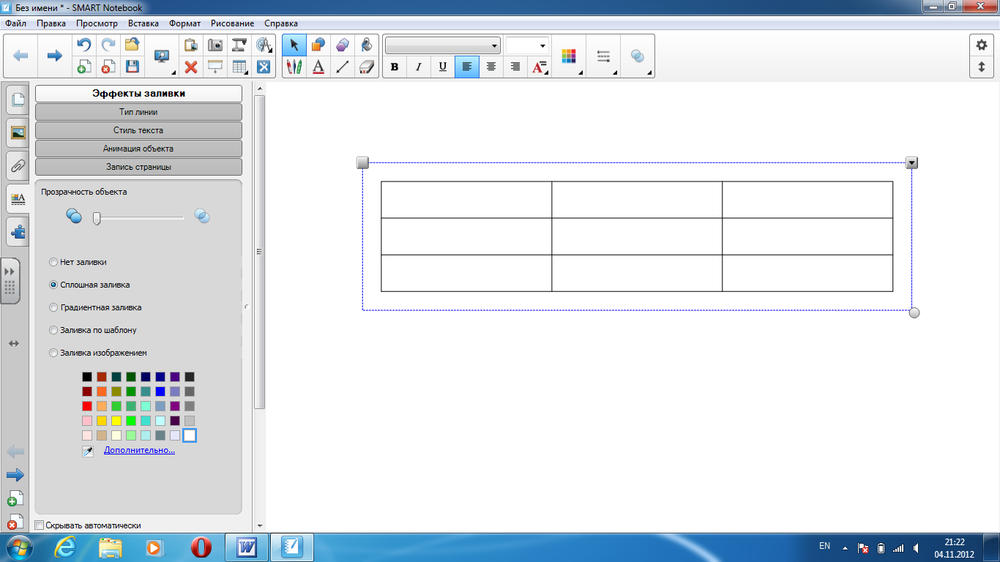 Без имени * - SMART Notebook
Файл Правка Просмотр Вставка Формат Рисование Справка
B I U A
A
Эффекты заливки
Тип линии
Стиль текста
Анимация объекта
Запись страницы
Прозрачность объекта
Нет заливки
Сплошная заливка
Градиентная заливка
Заливка по шаблону
Заливка изображением
Дополнительно...
Скрывать автоматически
EN
21:22
04.11.2012